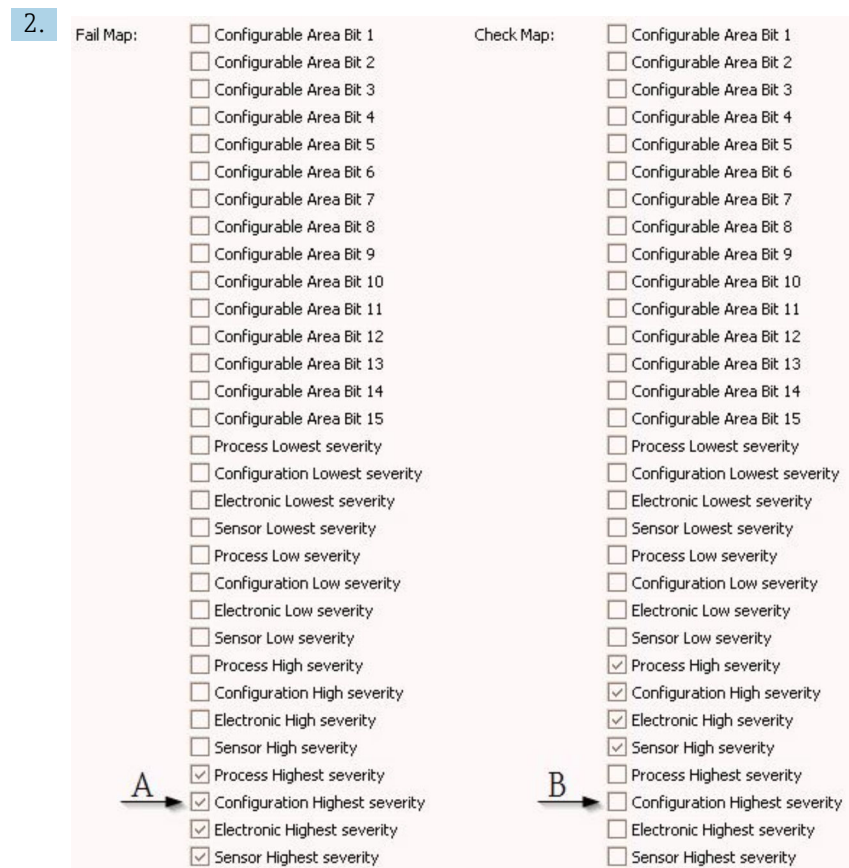 2.
Fail Map: Configurable Area Bit 1 Check Map: Configurable Area Bit 1
Configurable Area Bit 2 Configurable Area Bit 2
Configurable Area Bit 3 Configurable Area Bit 3
Configurable Area Bit 4 Configurable Area Bit 4
Configurable Area Bit 5 Configurable Area Bit 5
Configurable Area Bit 6 Configurable Area Bit 6
Configurable Area Bit 7 Configurable Area Bit 7
Configurable Area Bit 8 Configurable Area Bit 8
Configurable Area Bit 9 Configurable Area Bit 9
Configurable Area Bit 10 Configurable Area Bit 10
Configurable Area Bit 11 Configurable Area Bit 11
Configurable Area Bit 12 Configurable Area Bit 12
Configurable Area Bit 13 Configurable Area Bit 13
Configurable Area Bit 14 Configurable Area Bit 14
Configurable Area Bit 15 Configurable Area Bit 15
Process Lowest severity Process Lowest severity
Configuration Lowest severity Configuration Lowest severity
Electronic Lowest severity Electronic Lowest severity
Sensor Lowest severity Sensor Lowest severity
Process Low severity Process Low severity
Configuration Low severity Configuration Low severity
Electronic Low severity Electronic Low severity
Sensor Low severity Sensor Low severity
Process High severity Process High severity
Configuration High severity Configuration High severity
Electronic High severity Electronic High severity
Sensor High severity Sensor High severity
Process Highest severity Process Highest severity
A Configuration Highest severity B Configuration Highest severity
Electronic Highest severity Electronic Highest severity
Sensor Highest severity Sensor Highest severity